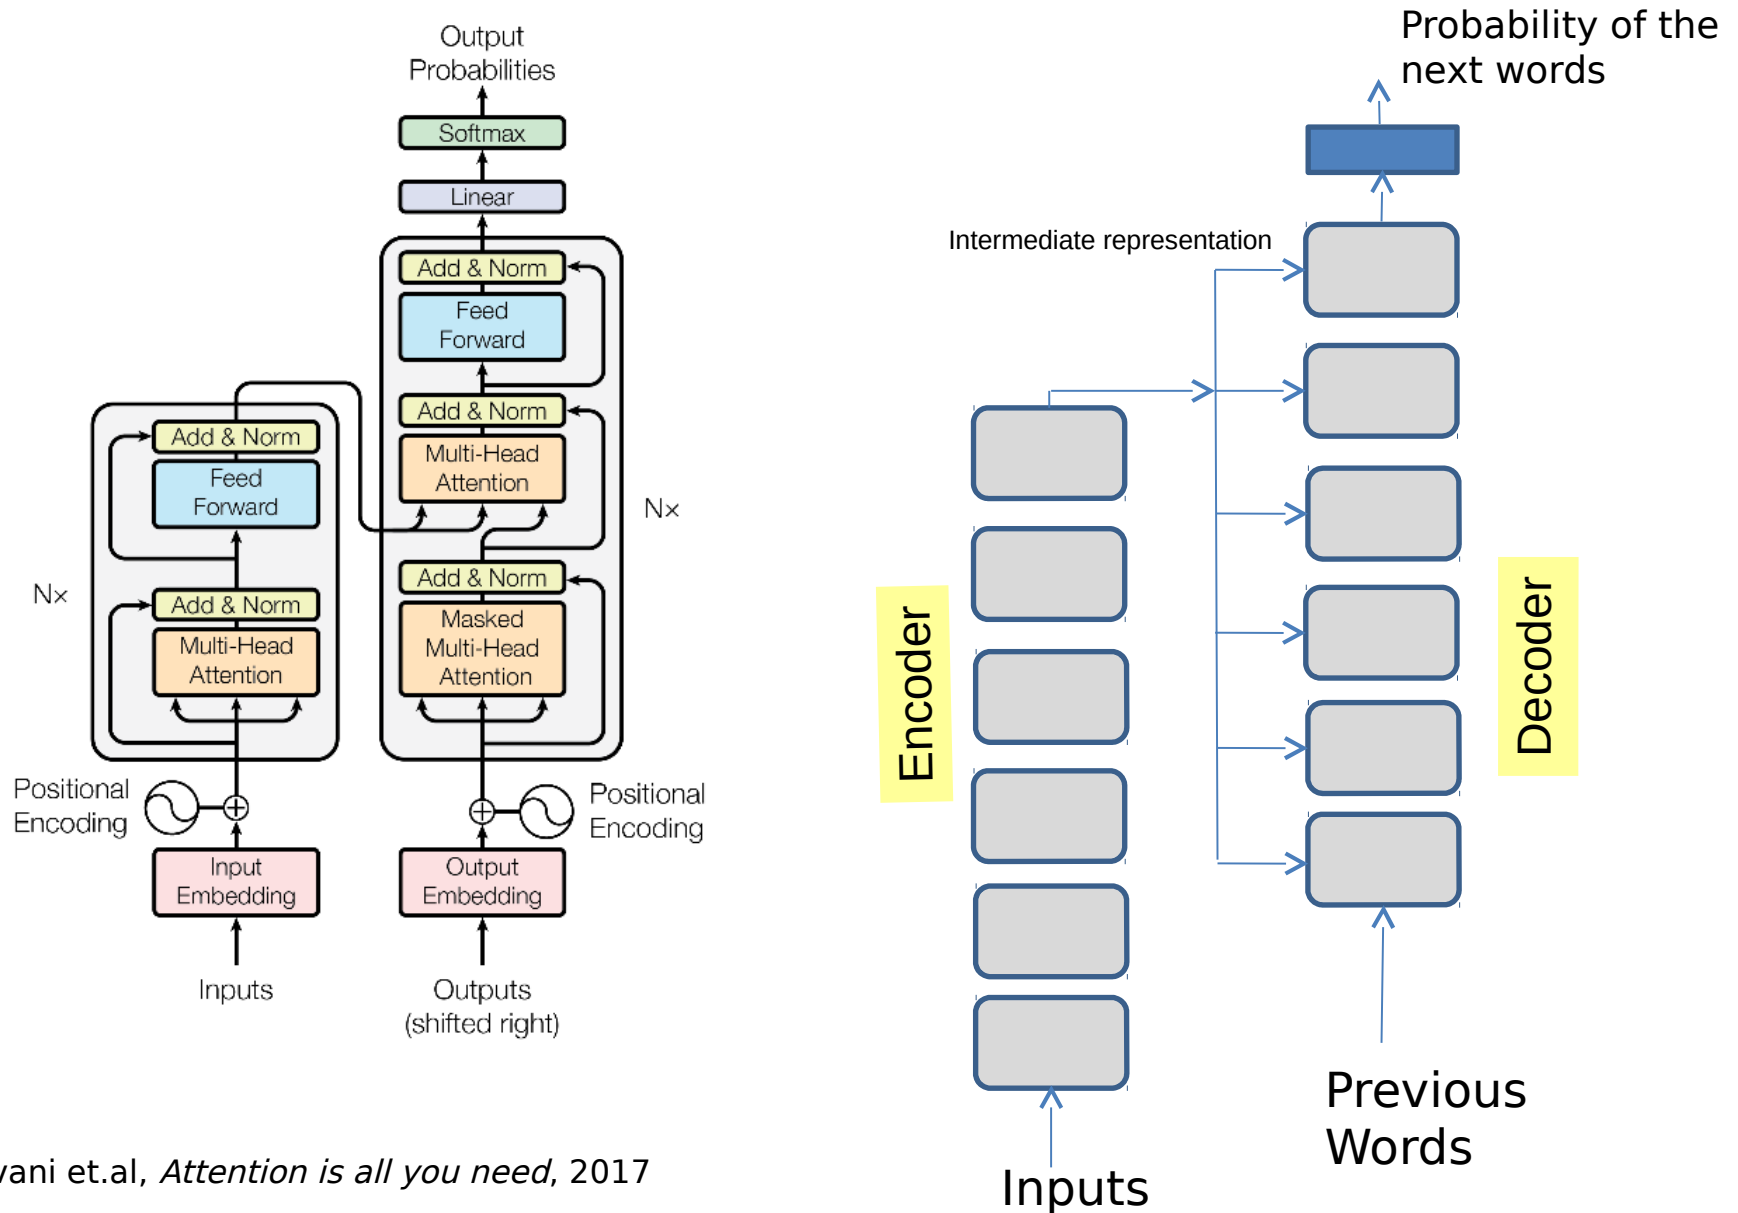 Output
Probabilities
Softmax
Linear
Add & Norm
Feed
Forward
Add & Norm
Multi-Head
Attention
Add & Norm
Masked
Multi-Head
Attention
Nx
Add & Norm
Feed
Forward
Add & Norm
Multi-Head
Attention
Nx
Positional
Encoding
Positional
Encoding
Input
Embedding
Output
Embedding
Inputs
Outputs
(shifted right)
vani et.al, Attention is all you need, 2017
Probability of the
next words
Intermediate representation
Encoder
Decoder
Previous
Words
Inputs